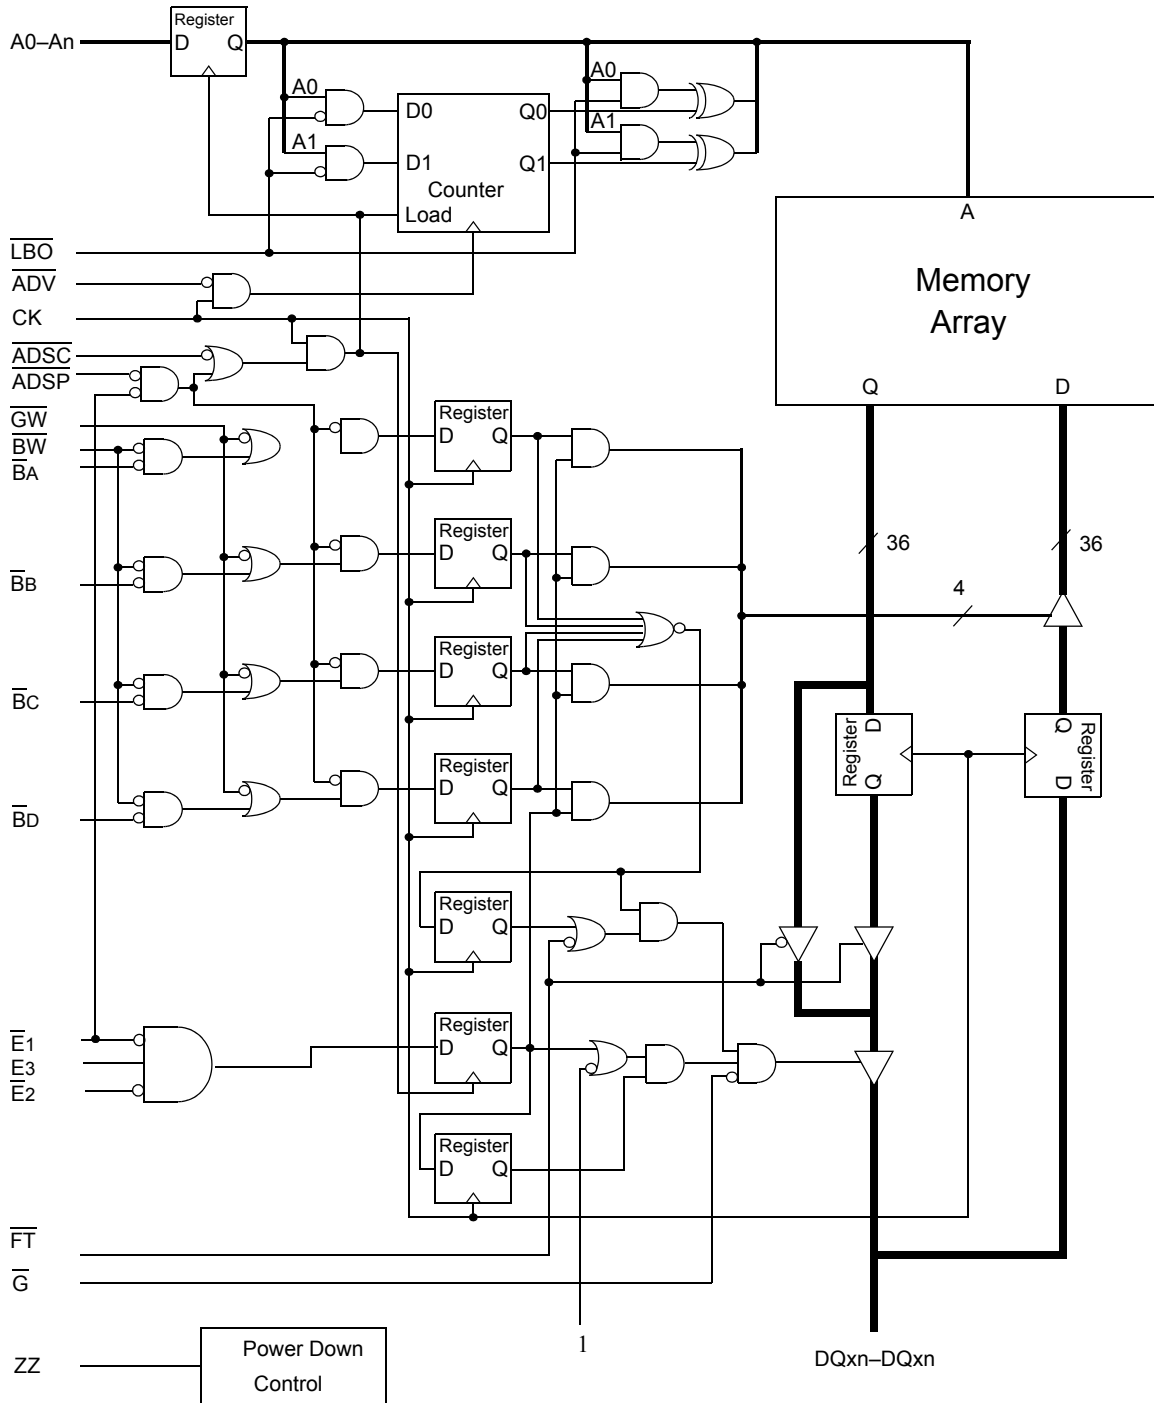 Register
A0–An
D Q
A0
A0
D0 Q0
A1
A1
D1 Q1
Counter
Load
A
LBO
ADV
Memory
CK
Array
ADSC
ADSP
Q D
GW
Register
D Q
BW
BA
Register
D Q
36 36
BB
4
Register
D Q
BC
Register
D
Q
Q
Register
D
Register
D Q
BD
Register
D Q
Register
D Q
E1
E3
E2
Register
D Q
FT
G
1
Power Down
ZZ
Control
DQxn–DQxn